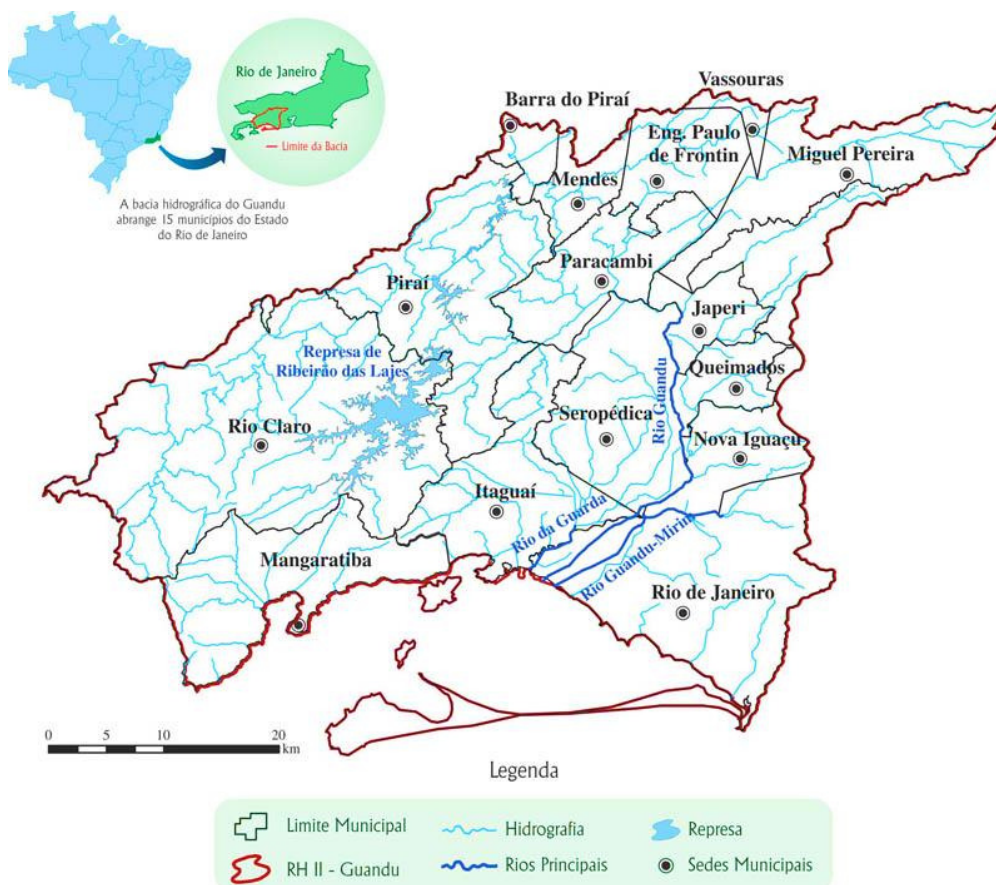 Rio de Janeiro
Limite da Bacia
A bacia hidrográfica do Guandu
abrange 15 municípios do Estado
do Rio de Janeiro
Vassouras
Barra do Piraí
Eng. Paulo
de Frontin
Miguel Pereira
Mendes
Paracambi
Piraí
Japeri
Represa de
Ribeirão das Lajes
Queimados
Rio Guandu
Seropédica
Rio Claro
Nova Iguaçu
Itaguaí
Rio da Guarda
Rio Guandu-Mirim
Mangaratiba
Rio de Janeiro
0 5 10 20
km
Legenda
Limite Municipal
Hidrografia
Represa
RH II - Guandu
Rios Principais
Sedes Municipais